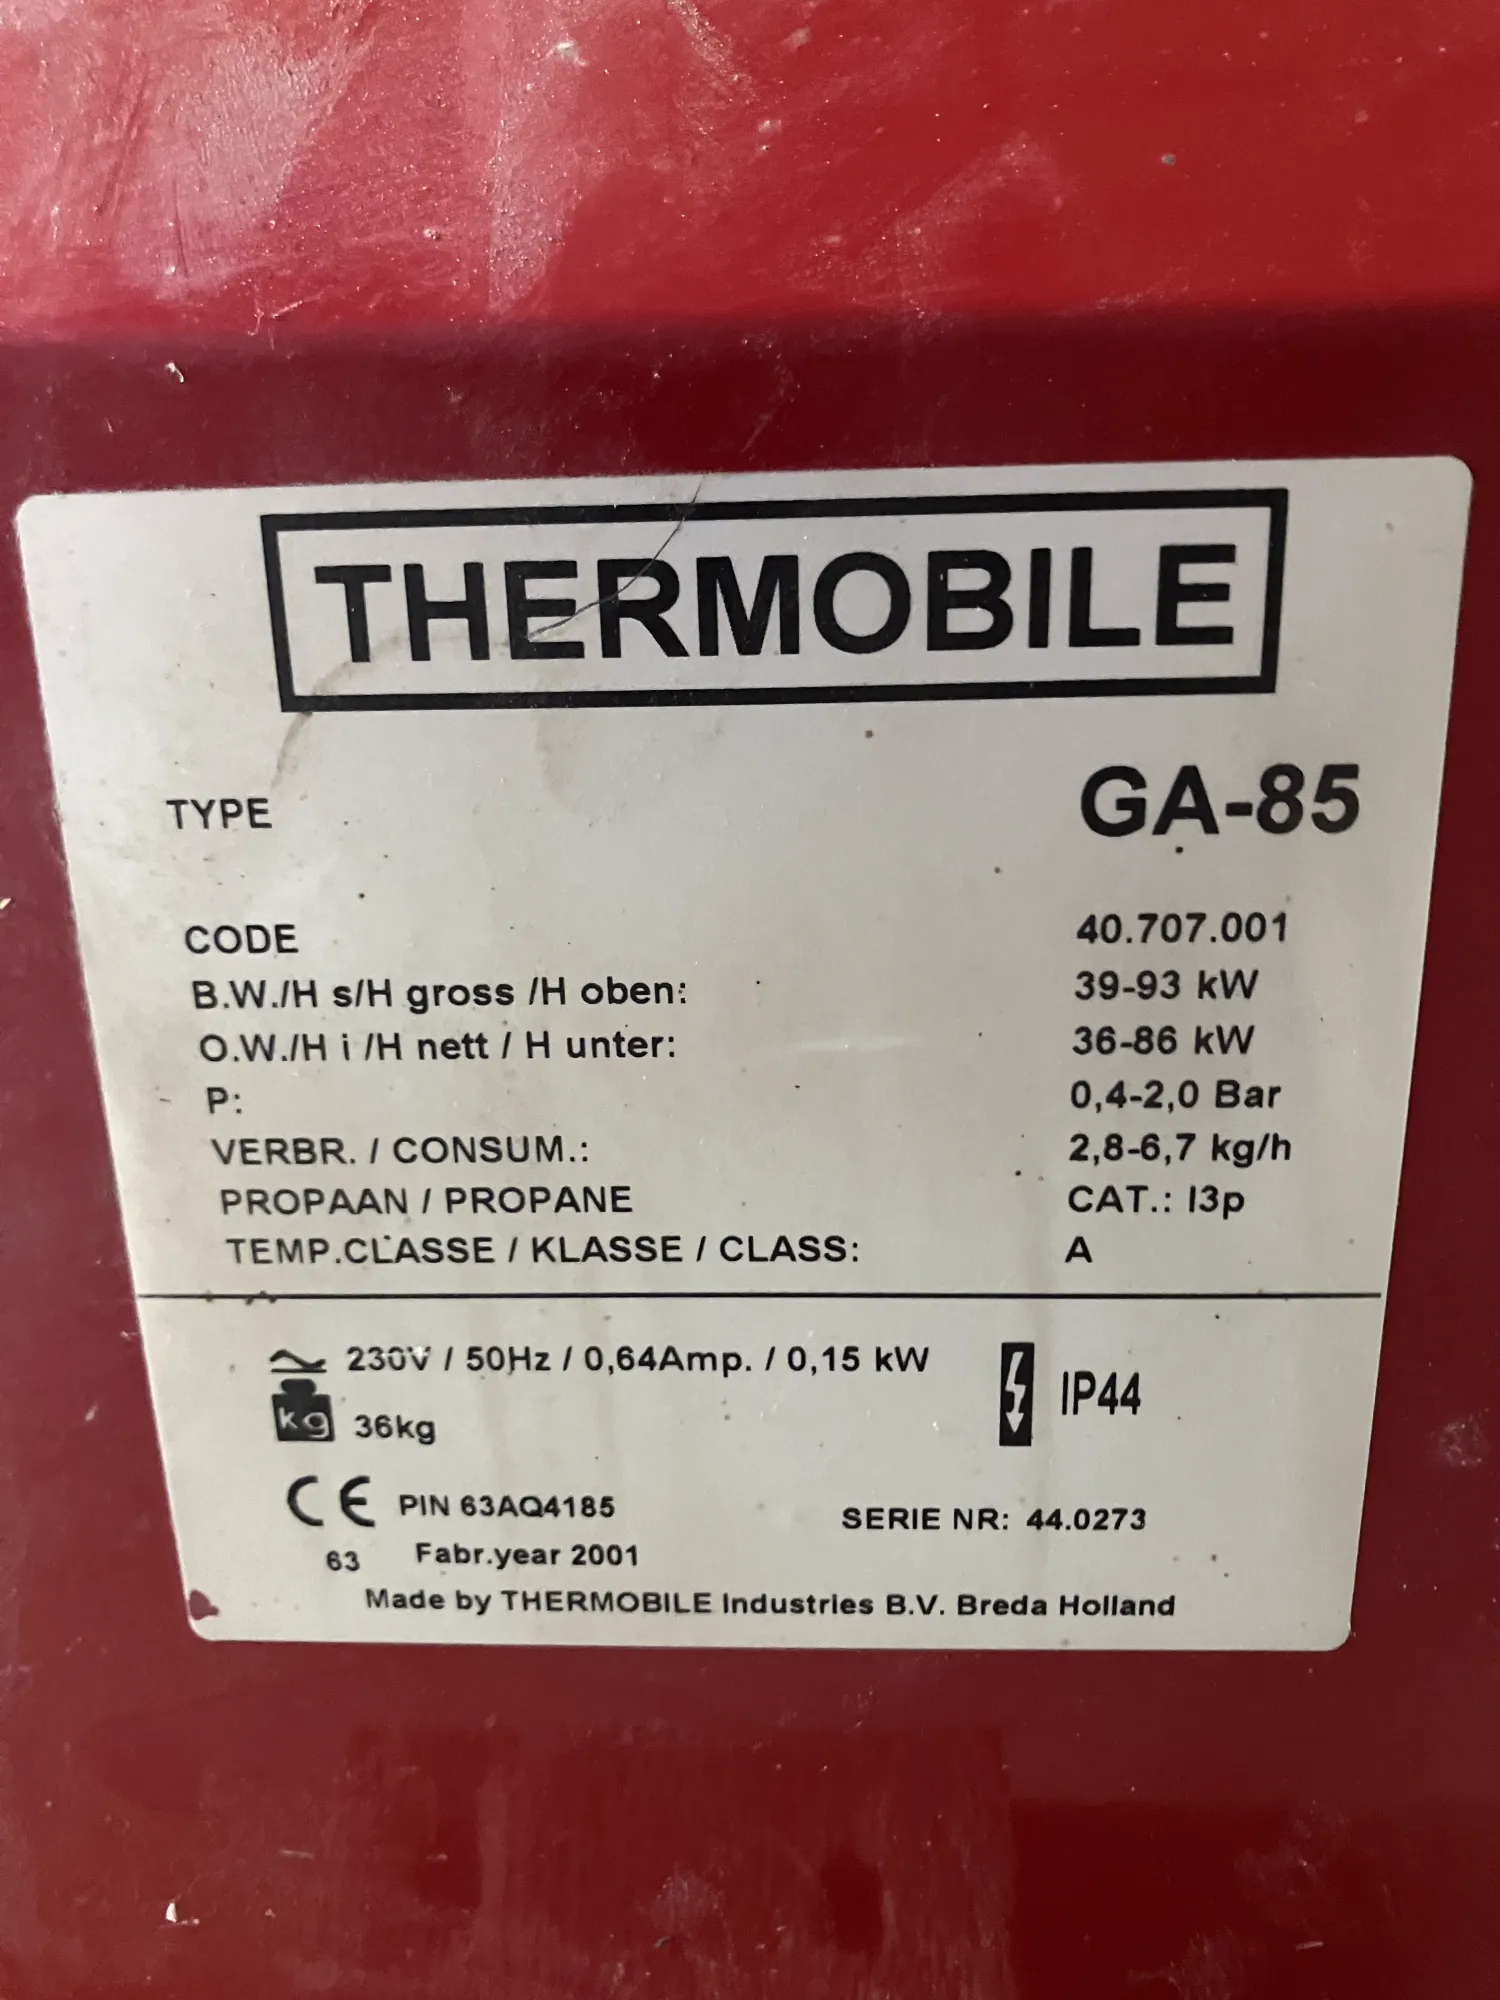 THERMOBILE
TYPE GA-85
CODE 40.707.001
B.W./H s/H gross /H oben: 39-93 kW
O.W./H i /H nett / H unter: 36-86 kW
P: 0,4-2,0 Bar
VERBR. / CONSUM.: 2,8-6,7 kg/h
PROPAAN / PROPANE CAT.: I3p
TEMP.CLASSE / KLASSE / CLASS: A
230V / 50Hz / 0,64Amp. / 0,15 kW IP44
kg 36kg
CE PIN 63AQ4185 SERIE NR: 44.0273
63 Fabr.year 2001
Made by THERMOBILE Industries B.V. Breda Holland